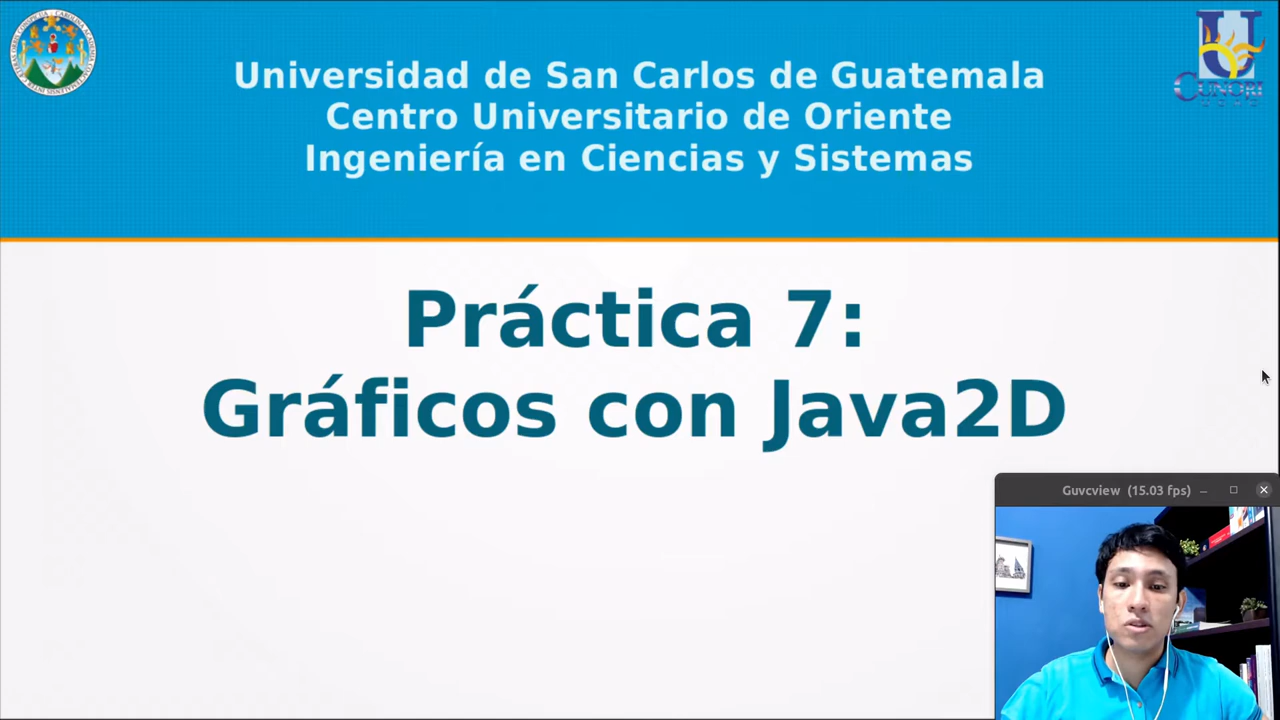 Universidad de San Carlos de Guatemala
Centro Universitario de Oriente
Ingeniería en Ciencias y Sistemas
CUNORI
Práctica 7:
Gráficos con Java2D
Guvcview (15.03 fps)